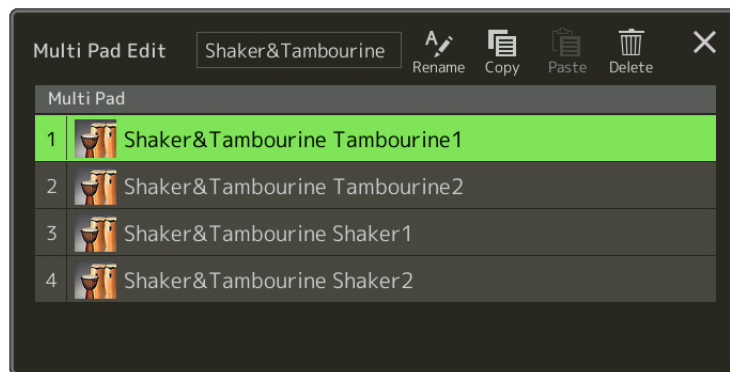 Multi Pad Edit Shaker&Tambourine Rename Copy Paste Delete
Multi Pad
1 Shaker&Tambourine Tambourine1
2 Shaker&Tambourine Tambourine2
3 Shaker&Tambourine Shaker1
4 Shaker&Tambourine Shaker2